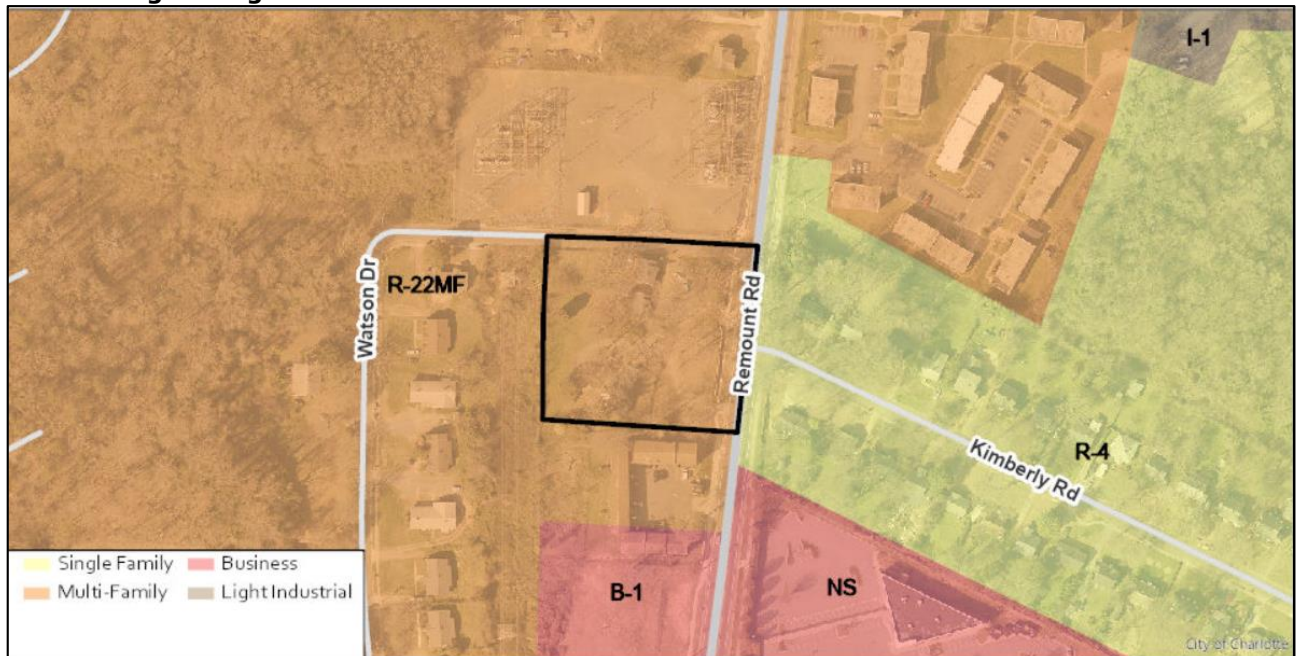 I-1
R-22MF
Watson Dr
Remount Rd
R-4
Kimberly Rd
Single Family
Business
Multi-Family
Light Industrial
B-1
NS
City of Charlotte